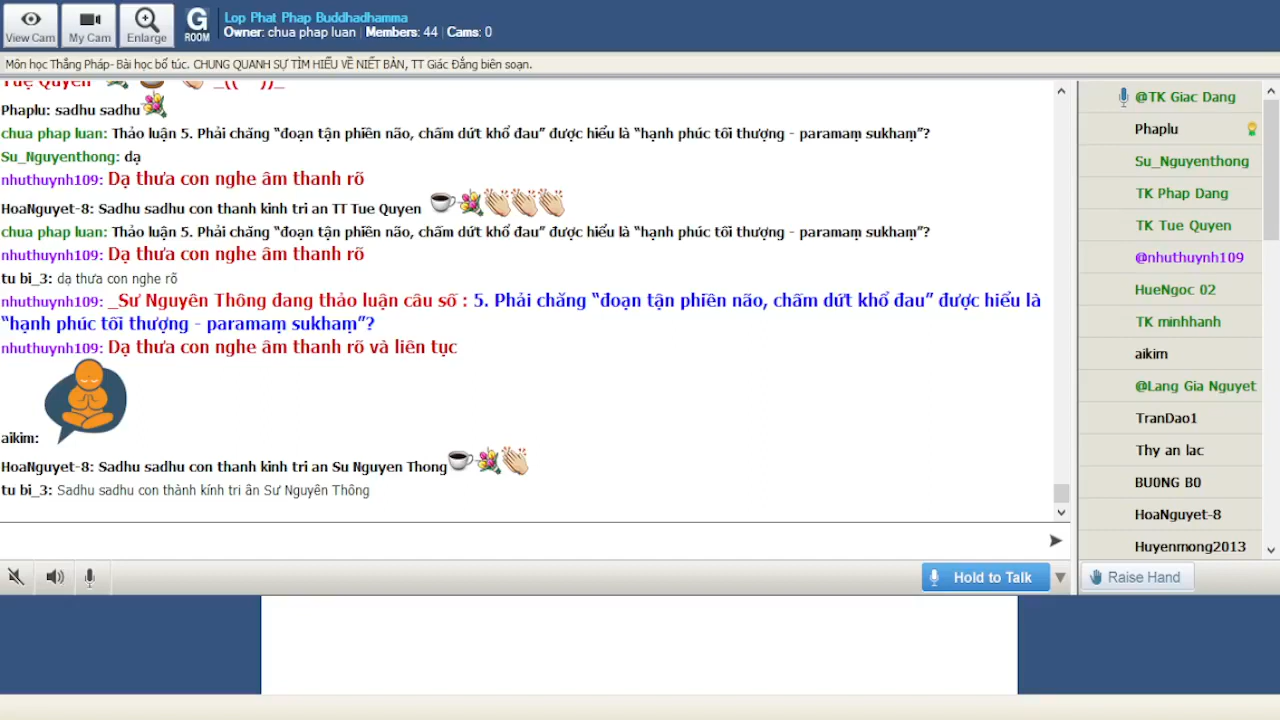 View Cam
My Cam
Enlarge
G
ROOM
Lop Phat Phap Buddhadhamma
Owner: chua phap luan | Members: 44 | Cams: 0
Môn học Thắng Pháp- Bài học bổ túc. CHUNG QUANH SỰ TÌM HIỂU VỀ NIẾT BÀN, TT Giác Đẳng biên soạn.
Tuệ Quyền _(( ))_
Phaplu: sadhu sadhu
chua phap luan: Thảo luận 5. Phải chăng “đoạn tận phiền não, chấm dứt khổ đau” được hiểu là “hạnh phúc tối thượng - paramaṃ sukhaṃ”?
Su_Nguyenthong: dạ
nhuthuynh109: Dạ thưa con nghe âm thanh rõ
HoaNguyet-8: Sadhu sadhu con thanh kinh tri an TT Tue Quyen
chua phap luan: Thảo luận 5. Phải chăng “đoạn tận phiền não, chấm dứt khổ đau” được hiểu là “hạnh phúc tối thượng - paramaṃ sukhaṃ”?
nhuthuynh109: Dạ thưa con nghe âm thanh rõ
tu bi_3: dạ thưa con nghe rõ
nhuthuynh109: _Sư Nguyên Thông đang thảo luận câu số : 5. Phải chăng “đoạn tận phiền não, chấm dứt khổ đau” được hiểu là
“hạnh phúc tối thượng - paramaṃ sukhaṃ”?
nhuthuynh109: Dạ thưa con nghe âm thanh rõ và liên tục
aikim:
HoaNguyet-8: Sadhu sadhu con thanh kinh tri an Su Nguyen Thong
tu bi_3: Sadhu sadhu con thành kính tri ân Sư Nguyên Thông
Hold to Talk
@TK Giac Dang
Phaplu
Su_Nguyenthong
TK Phap Dang
TK Tue Quyen
@nhuthuynh109
HueNgoc 02
TK minhhanh
aikim
@Lang Gia Nguyet
TranDao1
Thy an lac
BU0NG B0
HoaNguyet-8
Huyenmong2013
Raise Hand